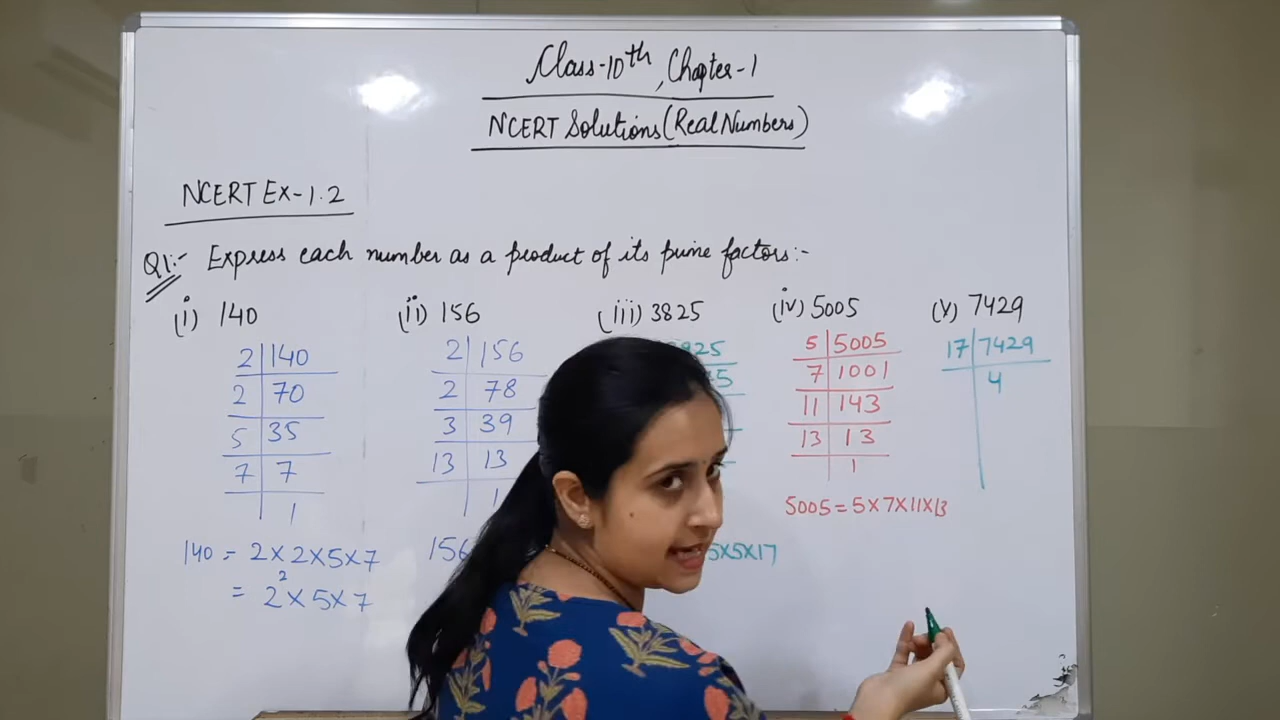 Class-10th, Chapter-1
NCERT Solutions (Real Numbers)
NCERT Ex-1.2
Q1:- Express each number as a product of its prime factors:-
(i) 140
2 | 140
2 | 70
5 | 35
7 | 7
1
140 = 2×2×5×7
= 2²×5×7
(ii) 156
2 | 156
2 | 78
3 | 39
13 | 13
1
156
(iii) 3825
5×5×17
(iv) 5005
5 | 5005
7 | 1001
11 | 143
13 | 13
1
5005 = 5×7×11×13
(v) 7429
17 | 7429
4